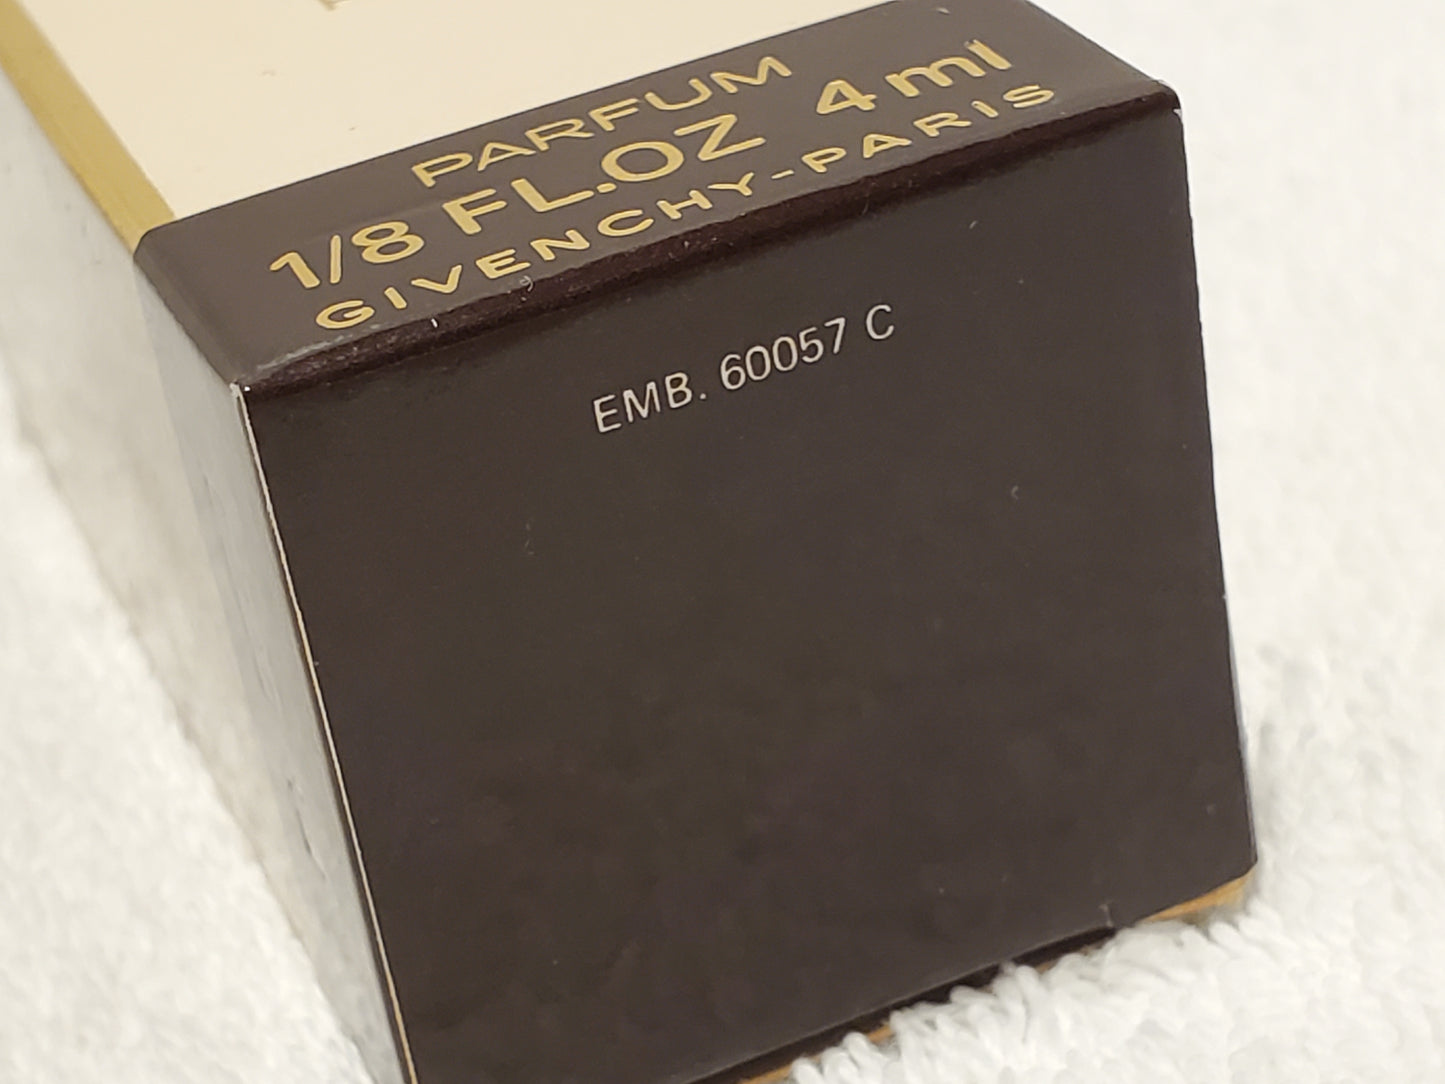 PARFUM
1/8 FL.OZ 4 ml
GIVENCHY-PARIS
EMB. 60057 C